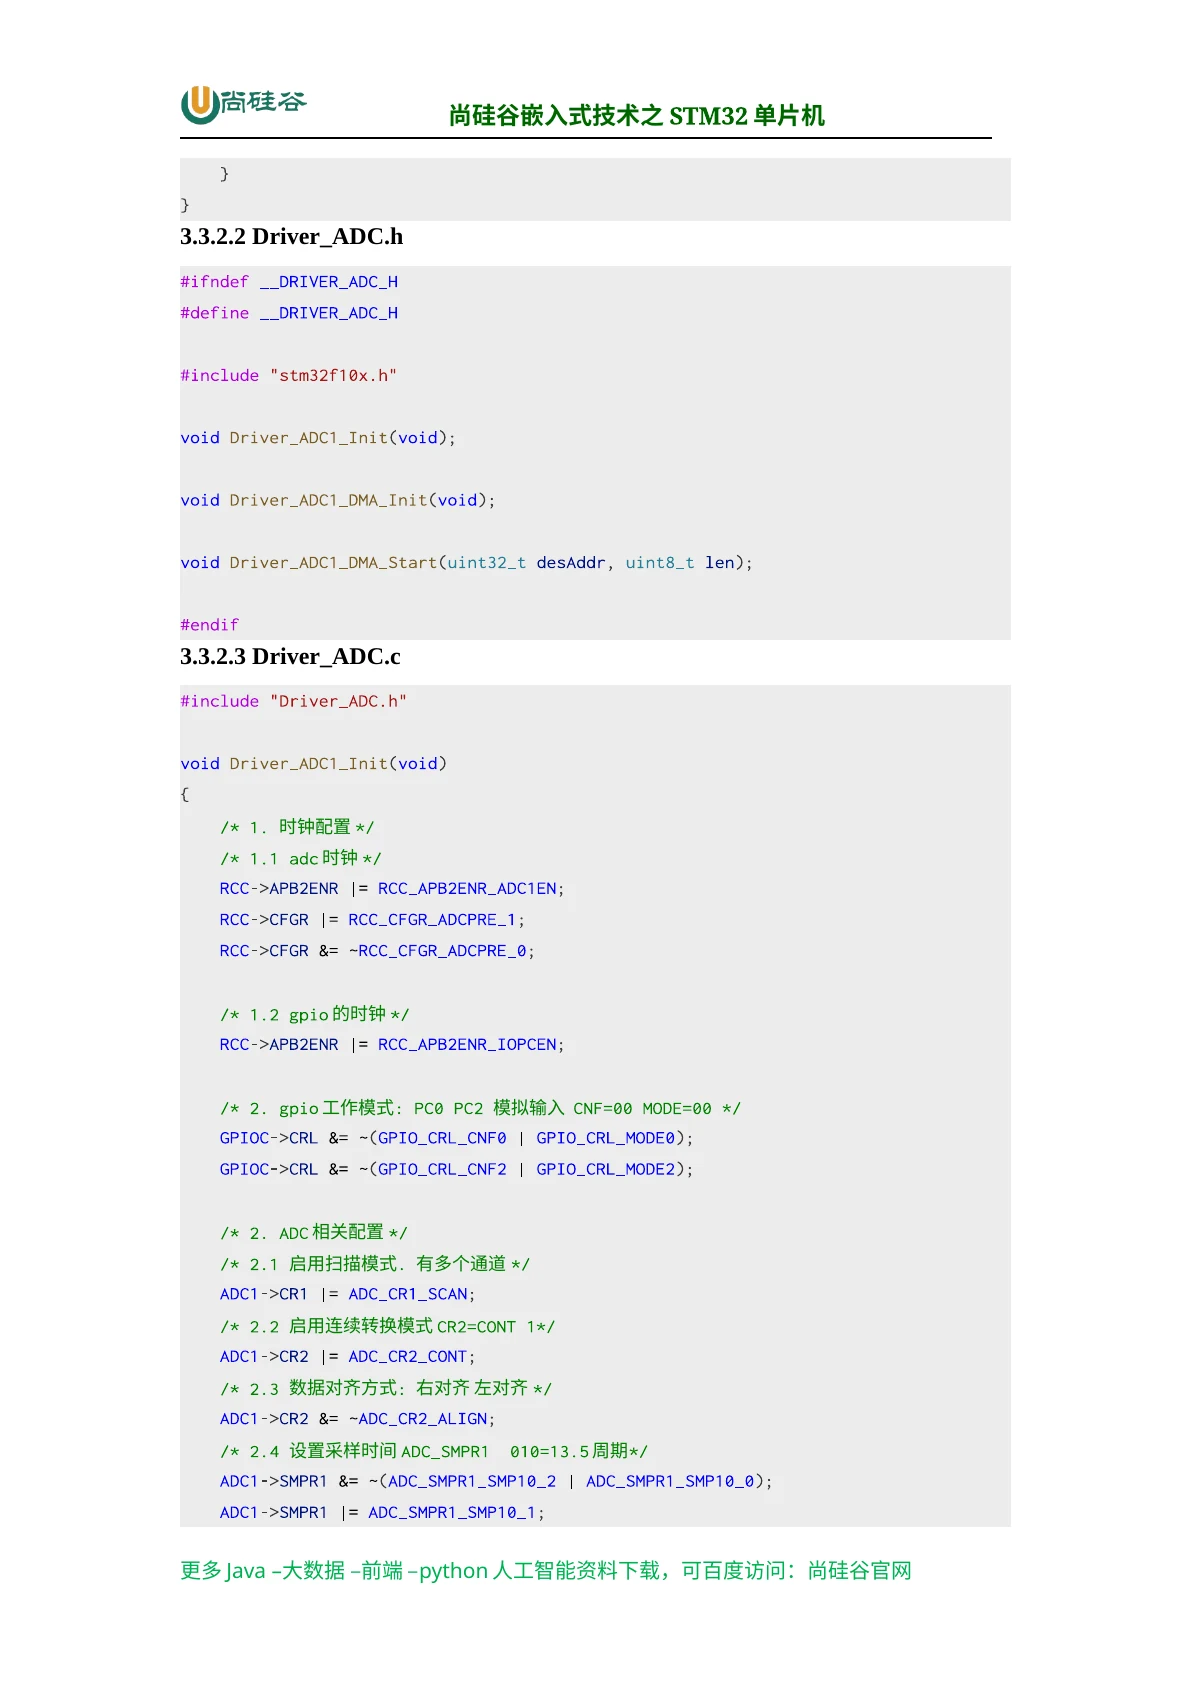 尚硅谷
尚硅谷嵌入式技术之 STM32 单片机
    }
}
3.3.2.2 Driver_ADC.h
#ifndef __DRIVER_ADC_H
#define __DRIVER_ADC_H
#include "stm32f10x.h"
void Driver_ADC1_Init(void);
void Driver_ADC1_DMA_Init(void);
void Driver_ADC1_DMA_Start(uint32_t desAddr, uint8_t len);
#endif
3.3.2.3 Driver_ADC.c
#include "Driver_ADC.h"
void Driver_ADC1_Init(void)
{
    /* 1. 时钟配置 */
    /* 1.1 adc 时钟 */
    RCC->APB2ENR |= RCC_APB2ENR_ADC1EN;
    RCC->CFGR |= RCC_CFGR_ADCPRE_1;
    RCC->CFGR &= ~RCC_CFGR_ADCPRE_0;
    /* 1.2 gpio 的时钟 */
    RCC->APB2ENR |= RCC_APB2ENR_IOPCEN;
    /* 2. gpio 工作模式: PC0 PC2 模拟输入 CNF=00 MODE=00 */
    GPIOC->CRL &= ~(GPIO_CRL_CNF0 | GPIO_CRL_MODE0);
    GPIOC->CRL &= ~(GPIO_CRL_CNF2 | GPIO_CRL_MODE2);
    /* 2. ADC 相关配置 */
    /* 2.1 启用扫描模式. 有多个通道 */
    ADC1->CR1 |= ADC_CR1_SCAN;
    /* 2.2 启用连续转换模式 CR2=CONT 1*/
    ADC1->CR2 |= ADC_CR2_CONT;
    /* 2.3 数据对齐方式: 右对齐 左对齐 */
    ADC1->CR2 &= ~ADC_CR2_ALIGN;
    /* 2.4 设置采样时间 ADC_SMPR1  010=13.5 周期*/
    ADC1->SMPR1 &= ~(ADC_SMPR1_SMP10_2 | ADC_SMPR1_SMP10_0);
    ADC1->SMPR1 |= ADC_SMPR1_SMP10_1;
更多 Java –大数据 –前端 –python 人工智能资料下载，可百度访问：尚硅谷官网